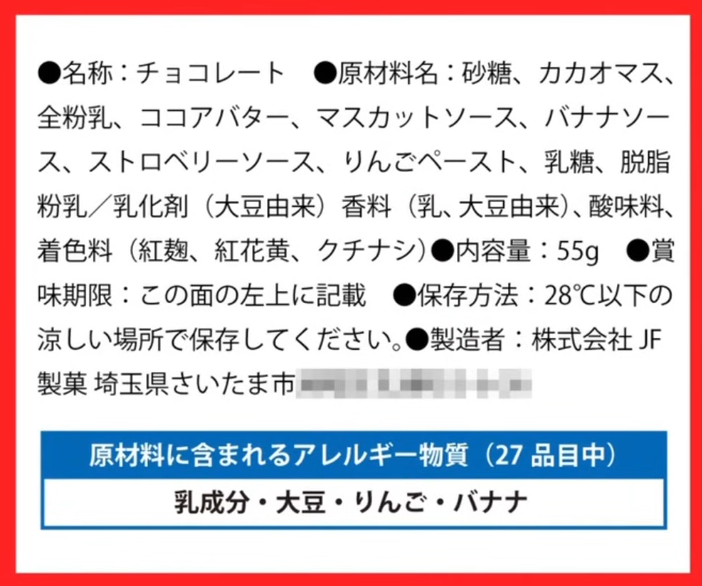 ●名称：チョコレート　●原材料名：砂糖、カカオマス、
全粉乳、ココアバター、マスカットソース、バナナソー
ス、ストロベリーソース、りんごペースト、乳糖、脱脂
粉乳／乳化剤（大豆由来）香料（乳、大豆由来）、酸味料、
着色料（紅麹、紅花黄、クチナシ）●内容量：55g　●賞
味期限：この面の左上に記載　●保存方法：28℃以下の
涼しい場所で保存してください。●製造者：株式会社 JF
製菓 埼玉県さいたま市
原材料に含まれるアレルギー物質（27 品目中）
乳成分・大豆・りんご・バナナ